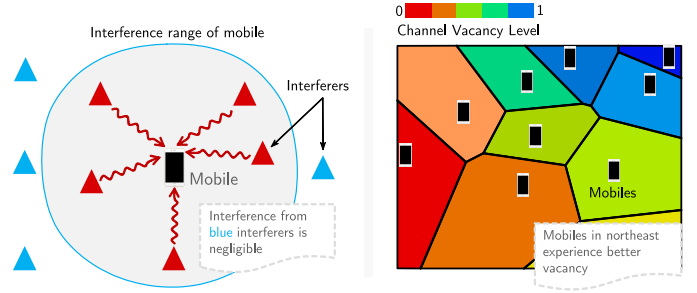 Interference range of mobile
Interferers
Mobile
Interference from
blue interferers is
negligible
0 1
Channel Vacancy Level
Mobiles
Mobiles in northeast
experience better
vacancy